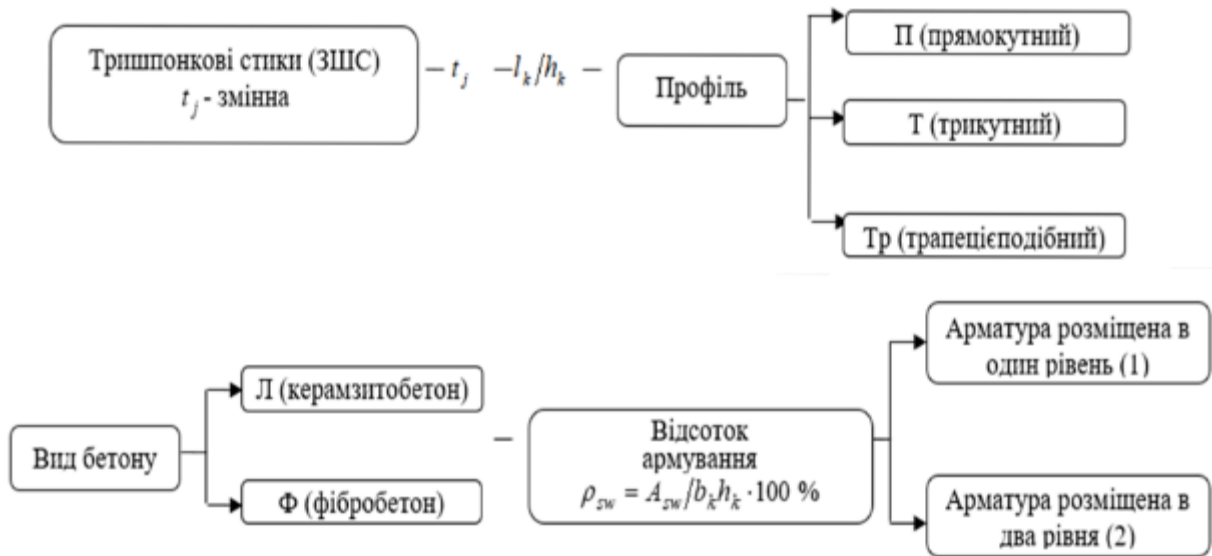 Тришпонкові стики (ЗШС)
t_j - змінна
– t_j – l_k/h_k –
Профіль
П (прямокутний)
Т (трикутний)
Тр (трапецієподібний)
Вид бетону
Л (керамзитобетон)
Ф (фібробетон)
–
Відсоток
армування
ρ_sw = A_sw/b_k h_k ·100 %
Арматура розміщена в
один рівень (1)
Арматура розміщена в
два рівня (2)